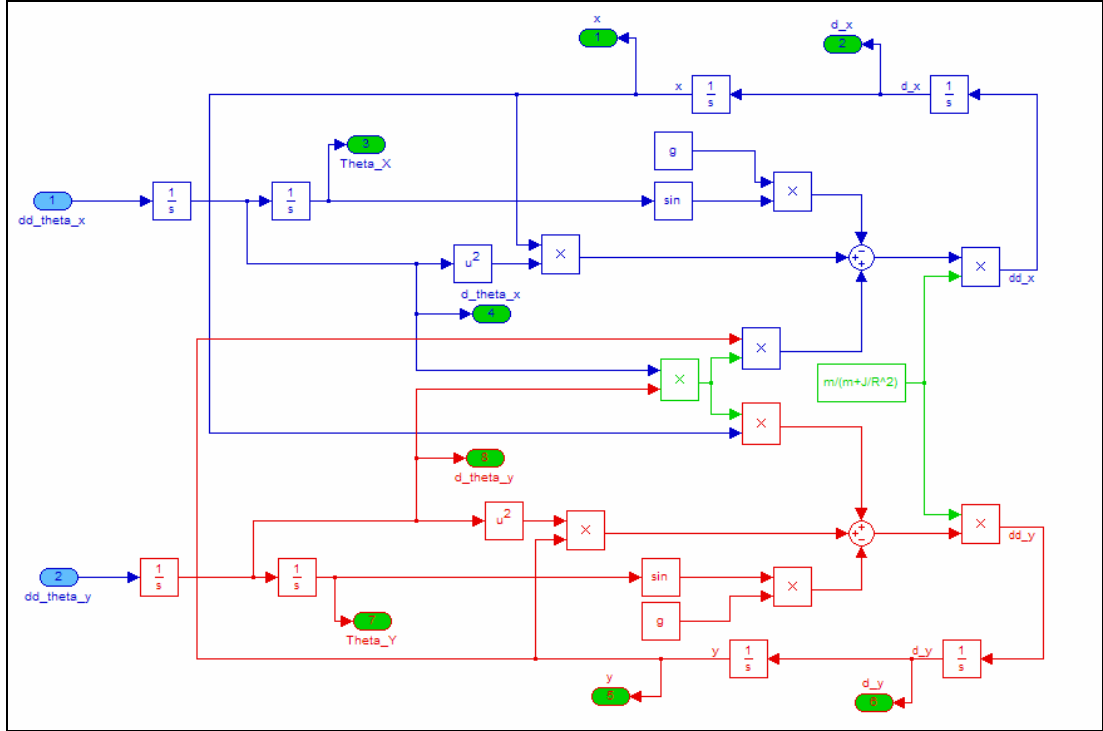 x
1
d_x
2
x
1
s
d_x
1
s
3
Theta_X
g
×
1
dd_theta_x
1
s
1
s
sin
−
+
+
×
u²
×
dd_x
d_theta_x
4
×
×
m/(m+J/R^2)
×
8
d_theta_y
u²
×
+
+
−
×
dd_y
2
dd_theta_y
1
s
1
s
sin
×
g
7
Theta_Y
y
1
s
d_y
1
s
y
5
d_y
6